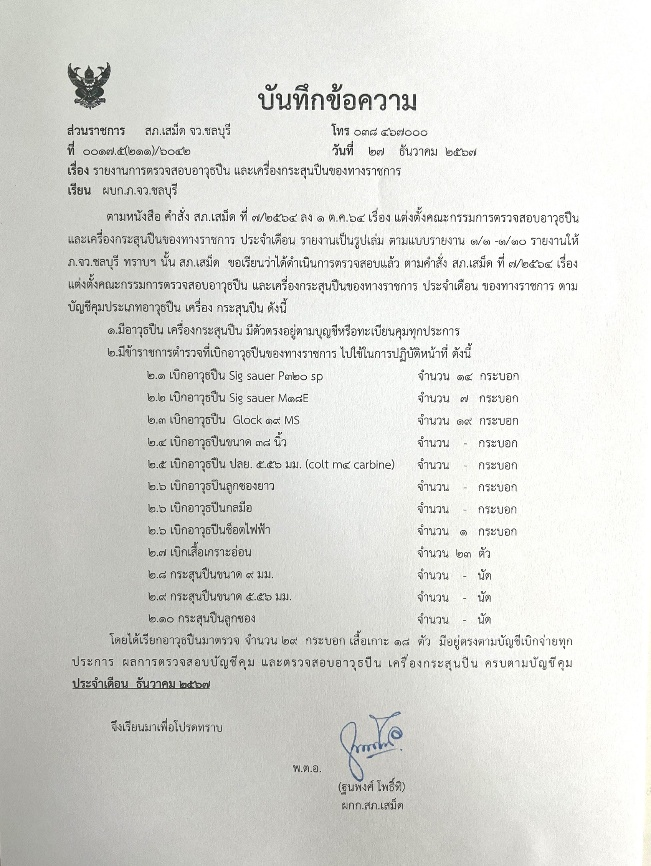 บันทึกข้อความ
ส่วนราชการ สภ.เสม็ด จว.ชลบุรี โทร ๐๓๘ ๔๖๗๐๐๐
ที่ ๐๐๑๗.๕(๒๑๑)/๖๐๔๒ วันที่ ๒๗ ธันวาคม ๒๕๖๗
เรื่อง รายงานการตรวจสอบอาวุธปืน และเครื่องกระสุนปืนของทางราชการ
เรียน ผบก.ภ.จว.ชลบุรี
ตามหนังสือ คำสั่ง สภ.เสม็ด ที่ ๗/๒๕๖๔ ลง ๑ ต.ค.๖๔ เรื่อง แต่งตั้งคณะกรรมการตรวจสอบอาวุธปืน
และเครื่องกระสุนปืนของทางราชการ ประจำเดือน รายงานเป็นรูปเล่ม ตามแบบรายงาน ๑/๑ -๑/๑๐ รายงานให้
ภ.จว.ชลบุรี ทราบฯ นั้น สภ.เสม็ด ขอเรียนว่าได้ดำเนินการตรวจสอบแล้ว ตามคำสั่ง สภ.เสม็ด ที่ ๗/๒๕๖๔ เรื่อง
แต่งตั้งคณะกรรมการตรวจสอบอาวุธปืน และเครื่องกระสุนปืนของทางราชการ ประจำเดือน ของทางราชการ ตาม
บัญชีคุมประเภทอาวุธปืน เครื่อง กระสุนปืน ดังนี้
๑.มีอาวุธปืน เครื่องกระสุนปืน มีตัวตรงอยู่ตามบุญชีหรือทะเบียนคุมทุกประการ
๒.มีข้าราชการตำรวจที่เบิกอาวุธปืนของทางราชการ ไปใช้ในการปฏิบัติหน้าที่ ดังนี้
๒.๑ เบิกอาวุธปืน Sig sauer P๓๒๐ sp จำนวน ๑๔ กระบอก
๒.๒ เบิกอาวุธปืน Sig sauer M๑๘E จำนวน ๗ กระบอก
๒.๓ เบิกอาวุธปืน Glock ๑๙ MS จำนวน ๑๙ กระบอก
๒.๔ เบิกอาวุธปืนขนาด ๓๘ นิ้ว จำนวน - กระบอก
๒.๕ เบิกอาวุธปืน ปลย. ๕.๕๖ มม. (colt m๔ carbine) จำนวน - กระบอก
๒.๖ เบิกอาวุธปืนลูกซองยาว จำนวน - กระบอก
๒.๖ เบิกอาวุธปืนกลมือ จำนวน - กระบอก
๒.๖ เบิกอาวุธปืนช็อตไฟฟ้า จำนวน ๑ กระบอก
๒.๗ เบิกเสื้อเกราะอ่อน จำนวน ๒๓ ตัว
๒.๘ กระสุนปืนขนาด ๙ มม. จำนวน - นัด
๒.๙ กระสุนปืนขนาด ๕.๕๖ มม. จำนวน - นัด
๒.๑๐ กระสุนปืนลูกซอง จำนวน - นัด
โดยได้เรียกอาวุธปืนมาตรวจ จำนวน ๒๙ กระบอก เสื้อเกาะ ๑๘ ตัว มีอยู่ตรงตามบัญชีเบิกจ่ายทุก
ประการ ผลการตรวจสอบบัญชีคุม และตรวจสอบอาวุธปืน เครื่องกระสุนปืน ครบตามบัญชีคุม
ประจำเดือน ธันวาคม ๒๕๖๗
จึงเรียนมาเพื่อโปรดทราบ
พ.ต.อ.
(ฐนพงศ์ โพธิ์ที)
ผกก.สภ.เสม็ด